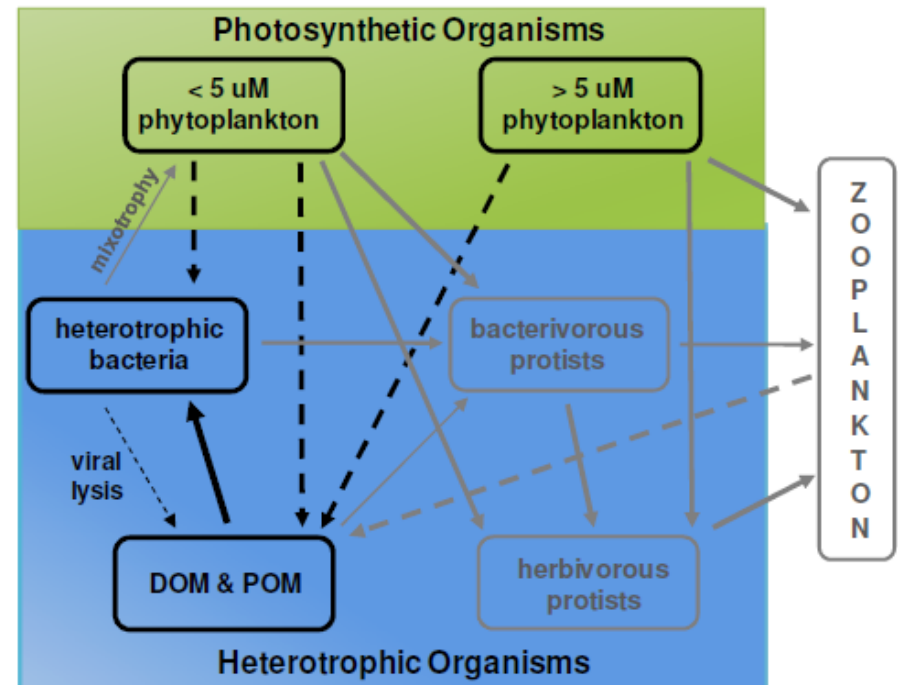 Photosynthetic Organisms
< 5 uM
phytoplankton
> 5 uM
phytoplankton
mixotrophy
Z
O
O
P
L
A
N
K
T
O
N
heterotrophic
bacteria
bacterivorous
protists
viral
lysis
DOM & POM
herbivorous
protists
Heterotrophic Organisms